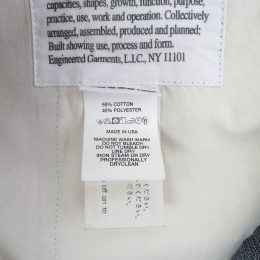 capacities, shapes, growth, function, purpose,
practice, use, work and operation. Collectively
arranged, assembled, produced and planned;
Built showing use, process and form.
Engineered Garments, L.I.C., NY 11101
55% COTTON
45% POLYESTER
MADE IN USA
MACHINE WASH WARM
DO NOT BLEACH
DO NOT TUMBLE DRY
LINE DRY
IRON STEAM OR DRY
PROFESSIONALLY
DRYCLEAN